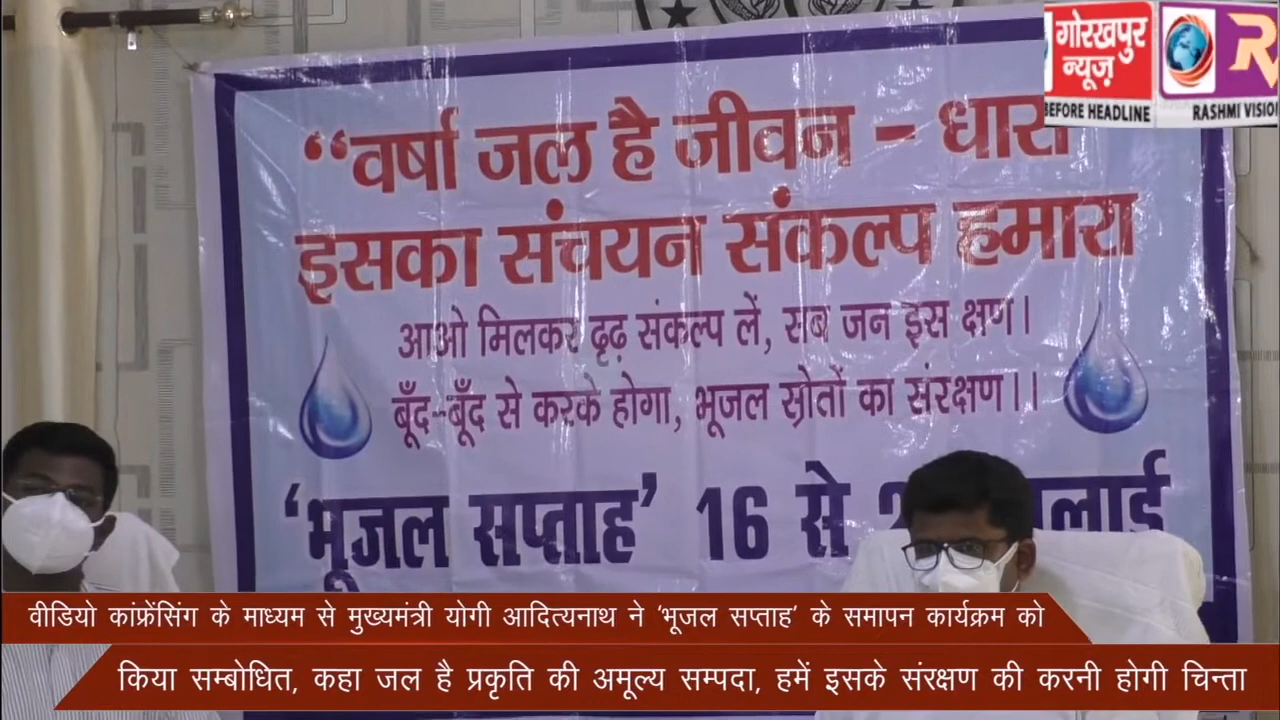 गोरखपुर
न्यूज़
BEFORE HEADLINE
R
RASHMI VISIO
“वर्षा जल है जीवन - धारा
इसका संचयन संकल्प हमारा
आओ मिलकर दृढ़ संकल्प लें, सब जन इस क्षण।
बूँद-बूँद से करके होगा, भूजल स्रोतों का संरक्षण।।
'भूजल सप्ताह' 16 से
वीडियो कांफ्रेंसिंग के माध्यम से मुख्यमंत्री योगी आदित्यनाथ ने 'भूजल सप्ताह' के समापन कार्यक्रम को
किया सम्बोधित, कहा जल है प्रकृति की अमूल्य सम्पदा, हमें इसके संरक्षण की करनी होगी चिन्ता